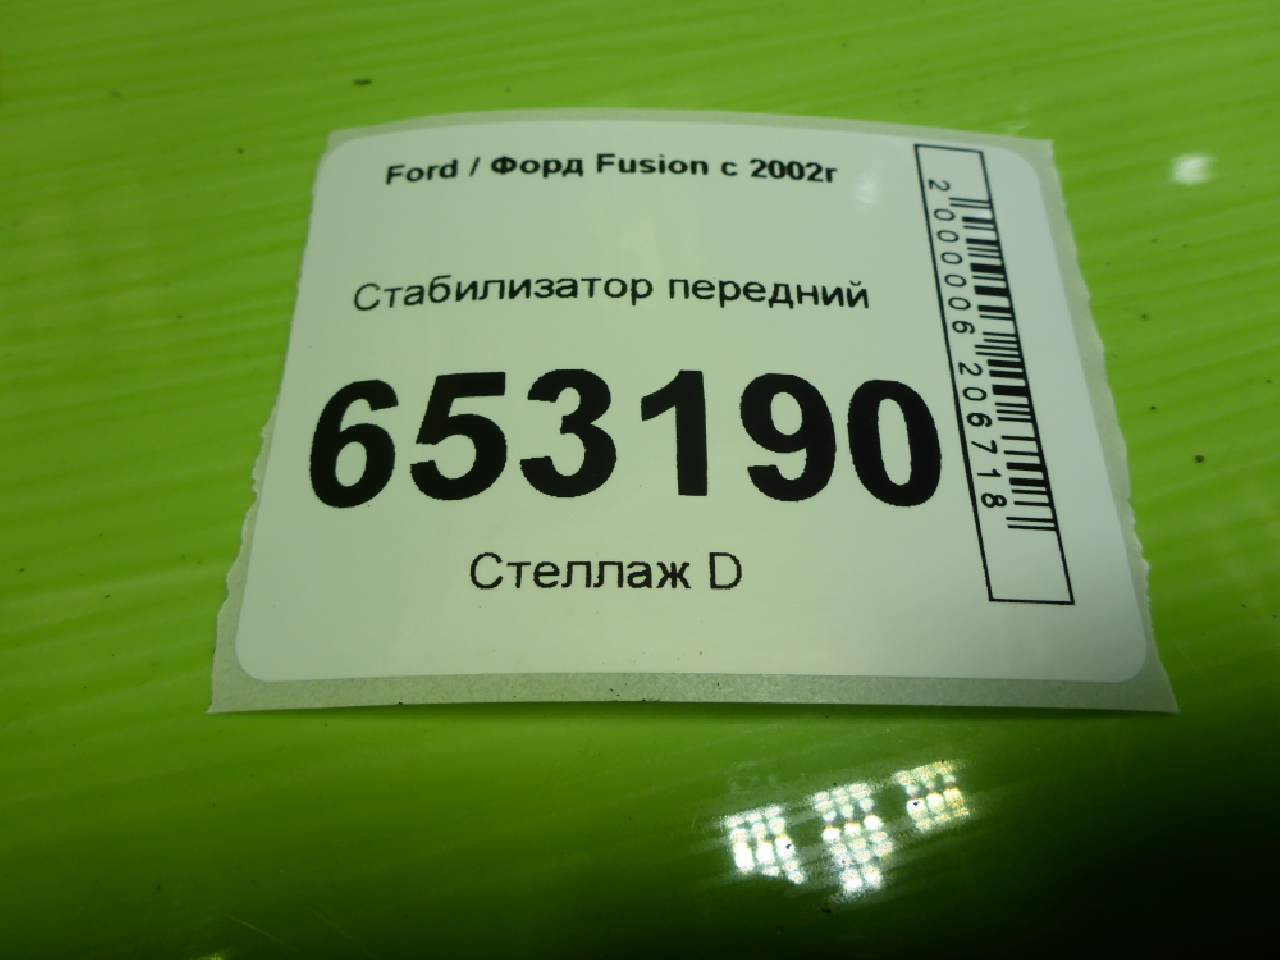 Ford / Форд Fusion с 2002г
Стабилизатор передний
653190
Стеллаж D
2000006206718